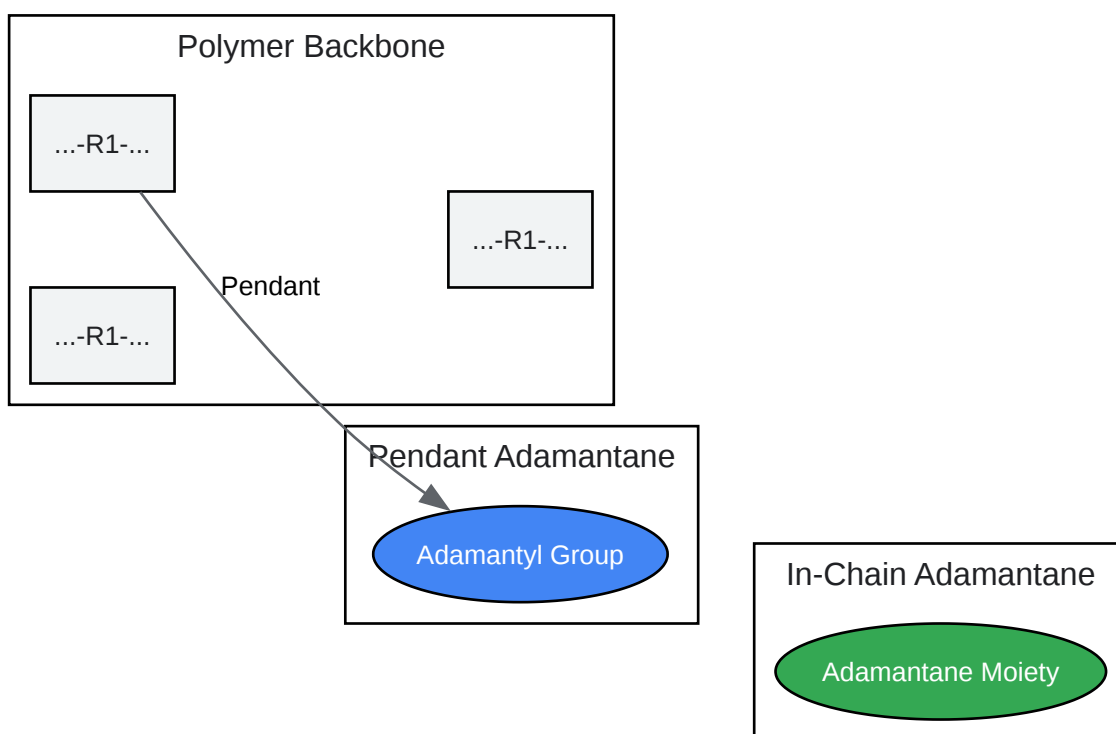 Polymer Backbone
...-R1-...
...-R1-...
Pendant
...-R1-...
Pendant Adamantane
Adamantyl Group
In-Chain Adamantane
Adamantane Moiety